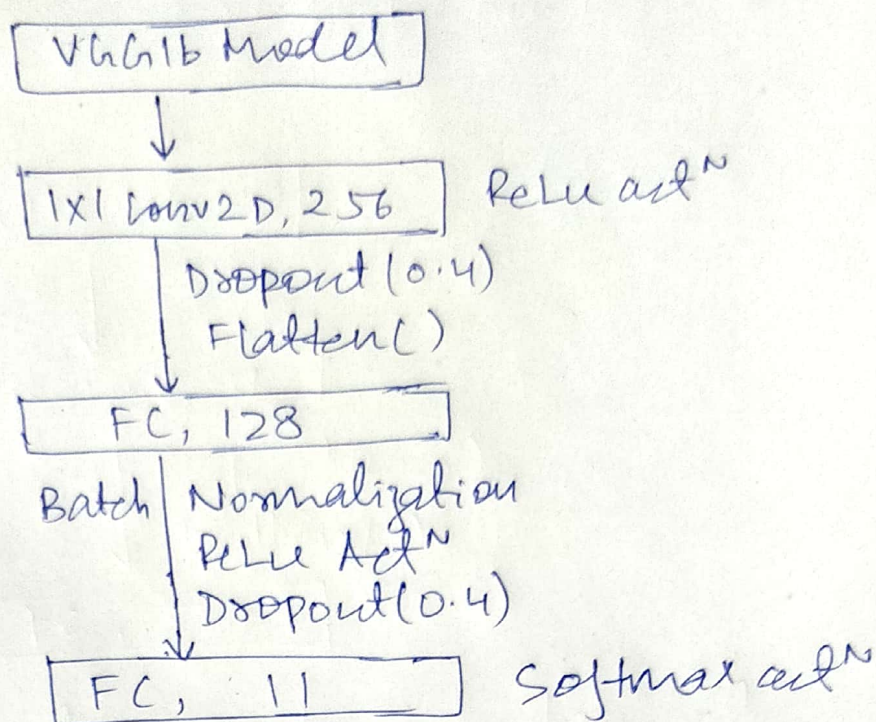 VGG16 Model
1x1 Conv2D, 256 ReLu actᴺ
Dropout (0.4)
Flatten()
FC, 128
Batch Normalization
ReLu Actᴺ
Dropout(0.4)
FC, 11 Softmax actᴺ